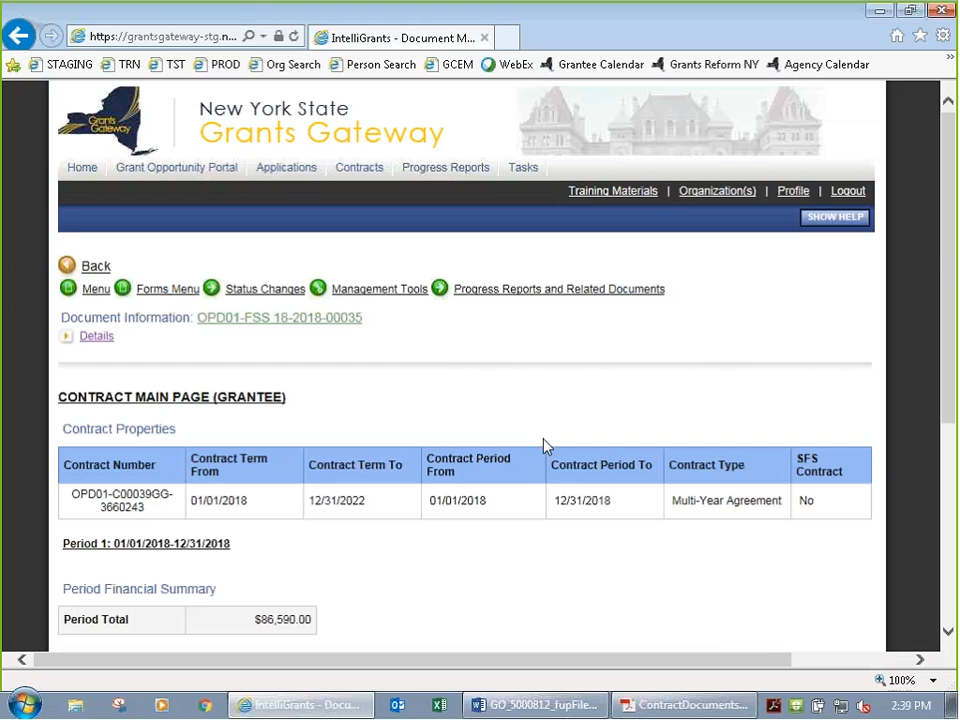 https://grantsgateway-stg.n...
IntelliGrants - Document M...
STAGING TRN TST PROD Org Search Person Search GCEM WebEx Grantee Calendar Grants Reform NY Agency Calendar
Grants
Gateway
New York State
Grants Gateway
Home Grant Opportunity Portal Applications Contracts Progress Reports Tasks
Training Materials | Organization(s) | Profile | Logout
SHOW HELP
Back
Menu Forms Menu Status Changes Management Tools Progress Reports and Related Documents
Document Information: OPD01-FSS 18-2018-00035
Details
CONTRACT MAIN PAGE (GRANTEE)
Contract Properties
Contract Number Contract Term From Contract Term To Contract Period From Contract Period To Contract Type SFS Contract
OPD01-C00039GG-3660243 01/01/2018 12/31/2022 01/01/2018 12/31/2018 Multi-Year Agreement No
Period 1: 01/01/2018-12/31/2018
Period Financial Summary
Period Total $86,590.00
100%
IntelliGrants - Docu... GO_5000812_fupFile... ContractDocuments... 2:39 PM